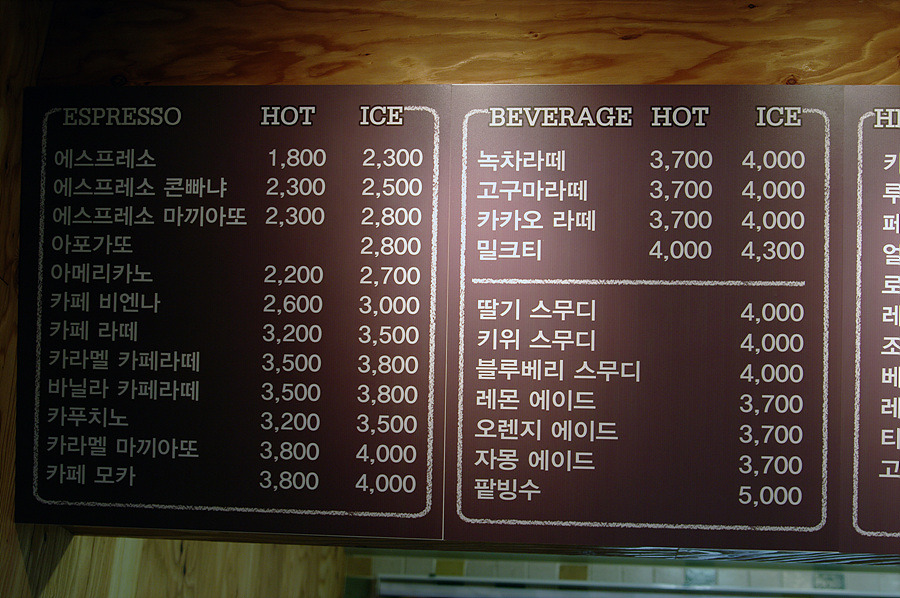 ESPRESSO HOT ICE
에스프레소 1,800 2,300
에스프레소 콘빠냐 2,300 2,500
에스프레소 마끼아또 2,300 2,800
아포가또 2,800
아메리카노 2,200 2,700
카페 비엔나 2,600 3,000
카페 라떼 3,200 3,500
카라멜 카페라떼 3,500 3,800
바닐라 카페라떼 3,500 3,800
카푸치노 3,200 3,500
카라멜 마끼아또 3,800 4,000
카페 모카 3,800 4,000
BEVERAGE HOT ICE
녹차라떼 3,700 4,000
고구마라떼 3,700 4,000
카카오 라떼 3,700 4,000
밀크티 4,000 4,300
딸기 스무디 4,000
키위 스무디 4,000
블루베리 스무디 4,000
레몬 에이드 3,700
오렌지 에이드 3,700
자몽 에이드 3,700
팥빙수 5,000